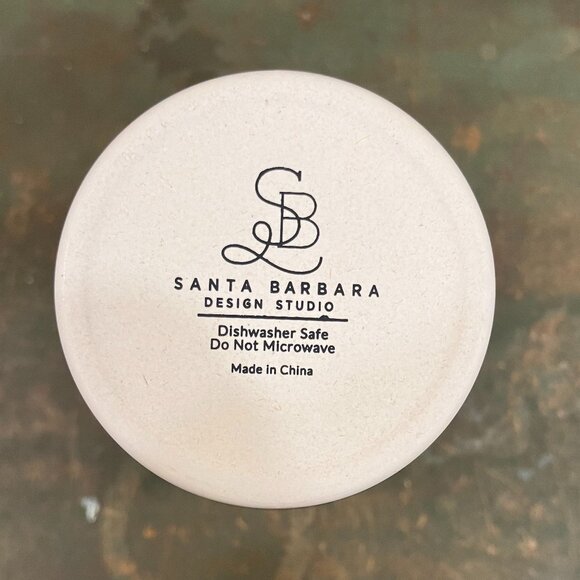 SB
SANTA BARBARA
DESIGN STUDIO
Dishwasher Safe
Do Not Microwave
Made in China